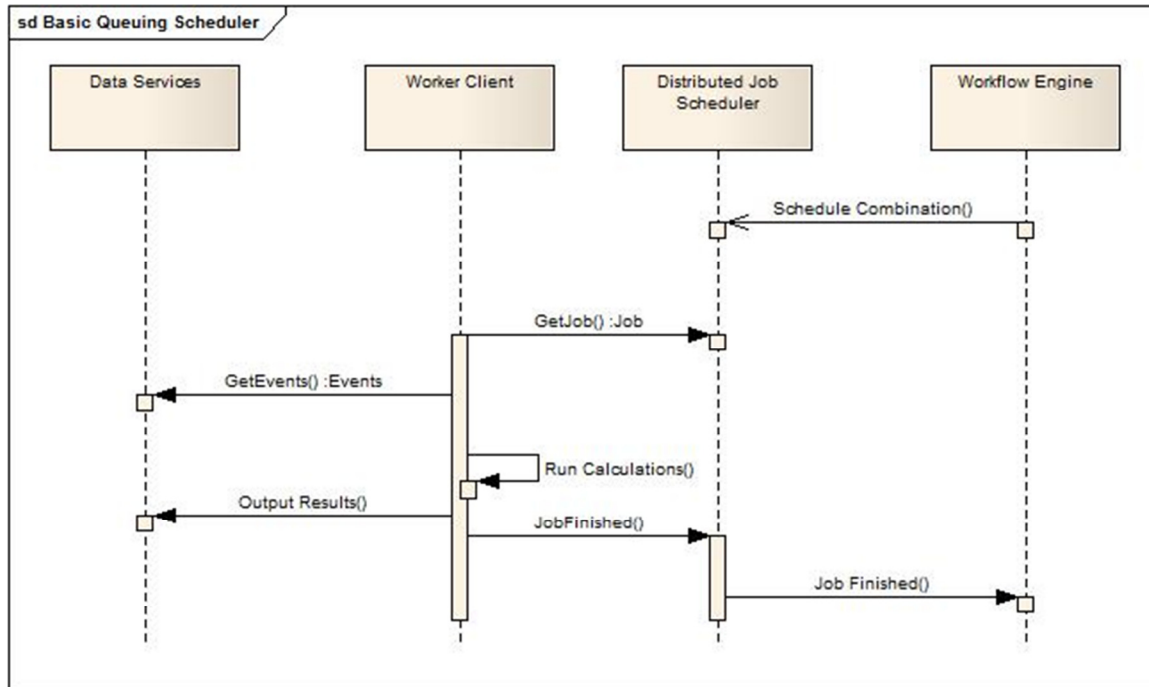 sd Basic Queuing Scheduler
Data Services
Worker Client
Distributed Job
Scheduler
Workflow Engine
Schedule Combination()
GetJob() :Job
GetEvents() :Events
Run Calculations()
Output Results()
JobFinished()
Job Finished()